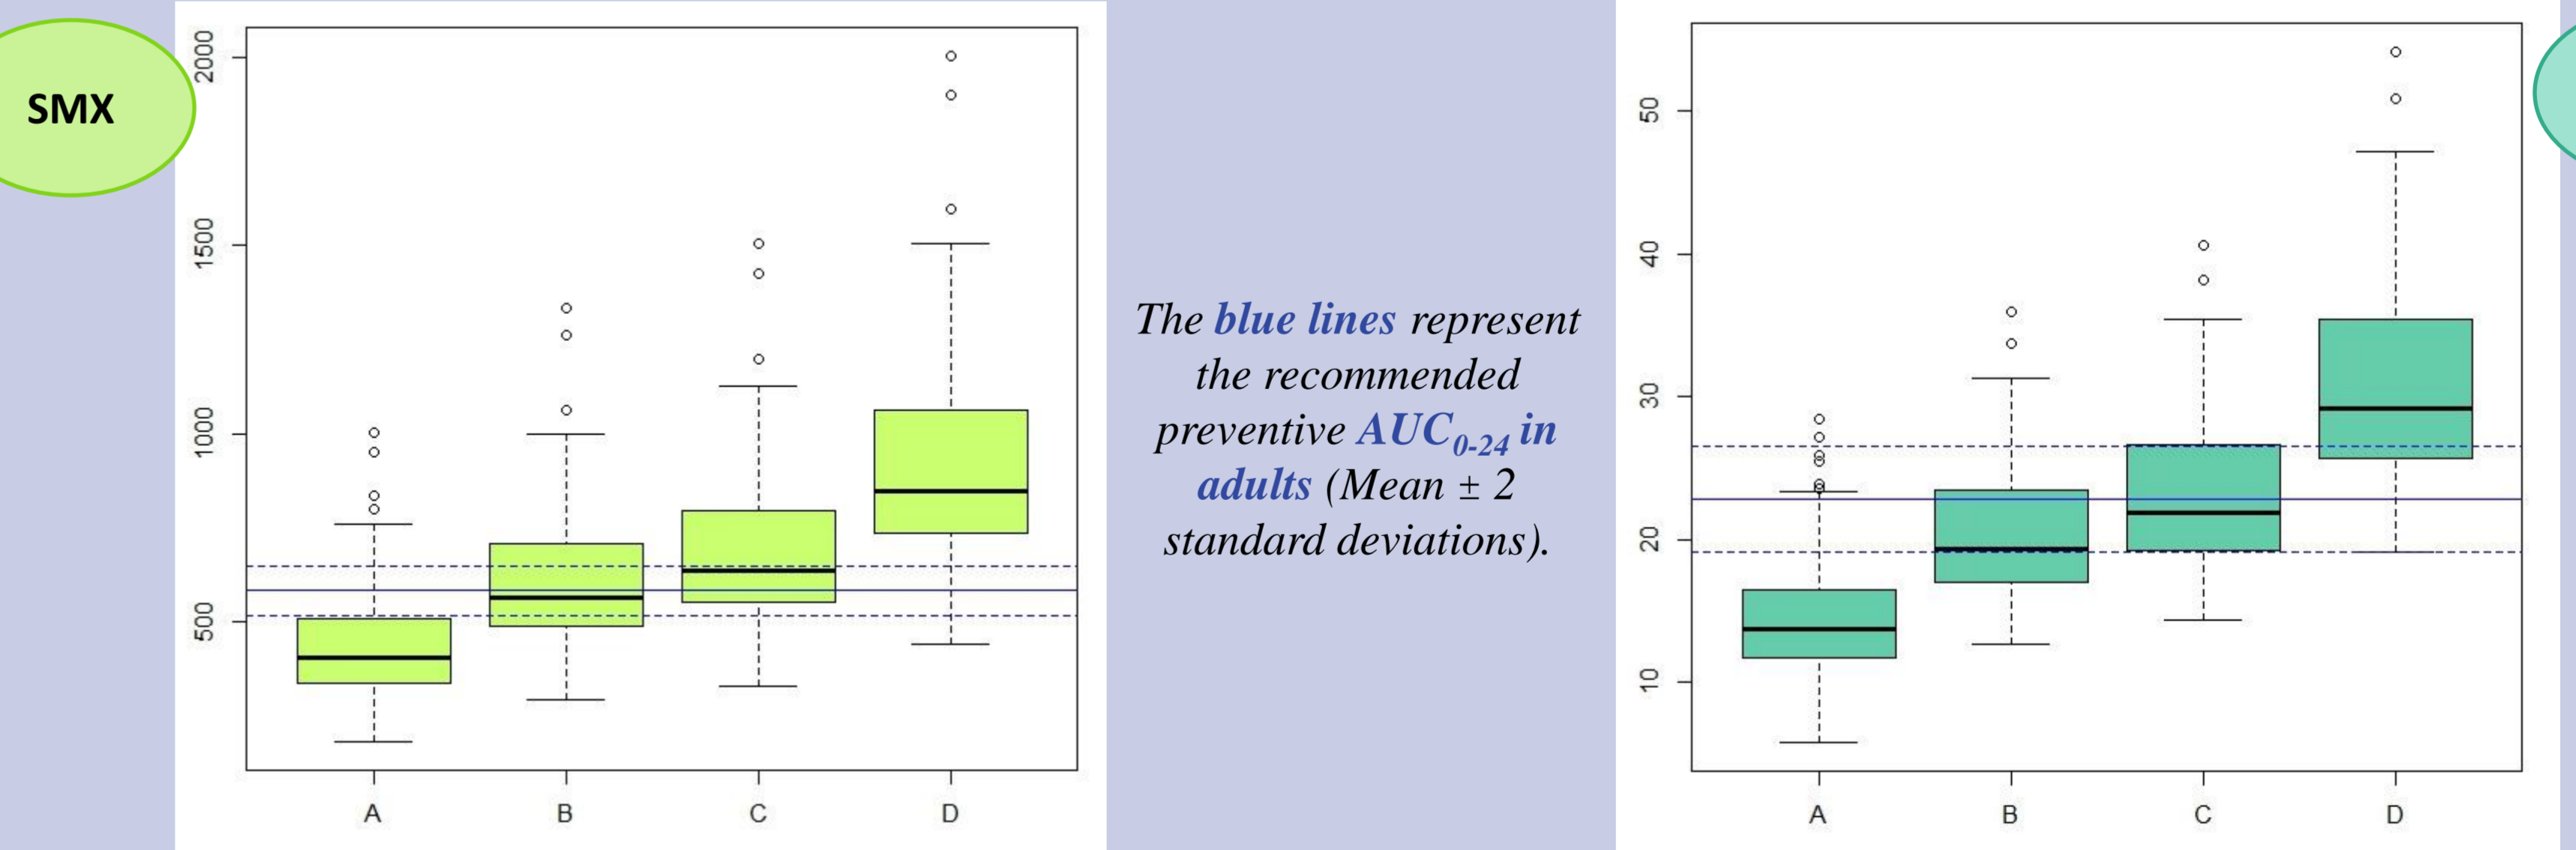 SMX
2000
1500
1000
500
A B C D
The blue lines represent
the recommended
preventive AUC0-24 in
adults (Mean ± 2
standard deviations).
50
40
30
20
10
A B C D